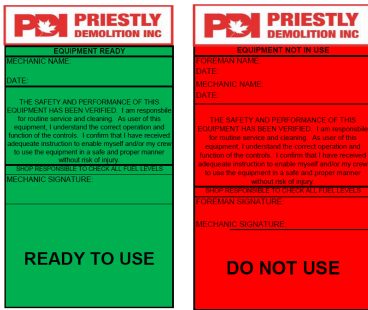 PDI PRIESTLY
DEMOLITION INC
EQUIPMENT READY
MECHANIC NAME:
DATE:
THE SAFETY AND PERFORMANCE OF THIS
EQUIPMENT HAS BEEN VERIFIED. I am responsibile
for routine service and cleaning. As user of this
equipment, I understand the correct operation and
function of the controls. I confirm that I have received
adequeate instruction to enable myself and/or my crew
to use the equipment in a safe and proper manner
without risk of injury.
SHOP RESPONSIBLE TO CHECK ALL FUEL LEVELS
MECHANIC SIGNATURE:
READY TO USE
PDI PRIESTLY
DEMOLITION INC
EQUIPMENT NOT IN USE
FOREMAN NAME:
DATE:
MECHANIC NAME:
DATE:
THE SAFETY AND PERFORMANCE OF THIS
EQUIPMENT HAS BEEN VERIFIED. I am responsibile
for routine service and cleaning. As user of this
equipment, I understand the correct operation and
function of the controls. I confirm that I have received
adequeate instruction to enable myself and/or my crew
to use the equipment in a safe and proper manner
without risk of injury.
SHOP RESPONSIBLE TO CHECK ALL FUEL LEVELS
FOREMAN SIGNATURE:
MECHANIC SIGNATURE:
DO NOT USE